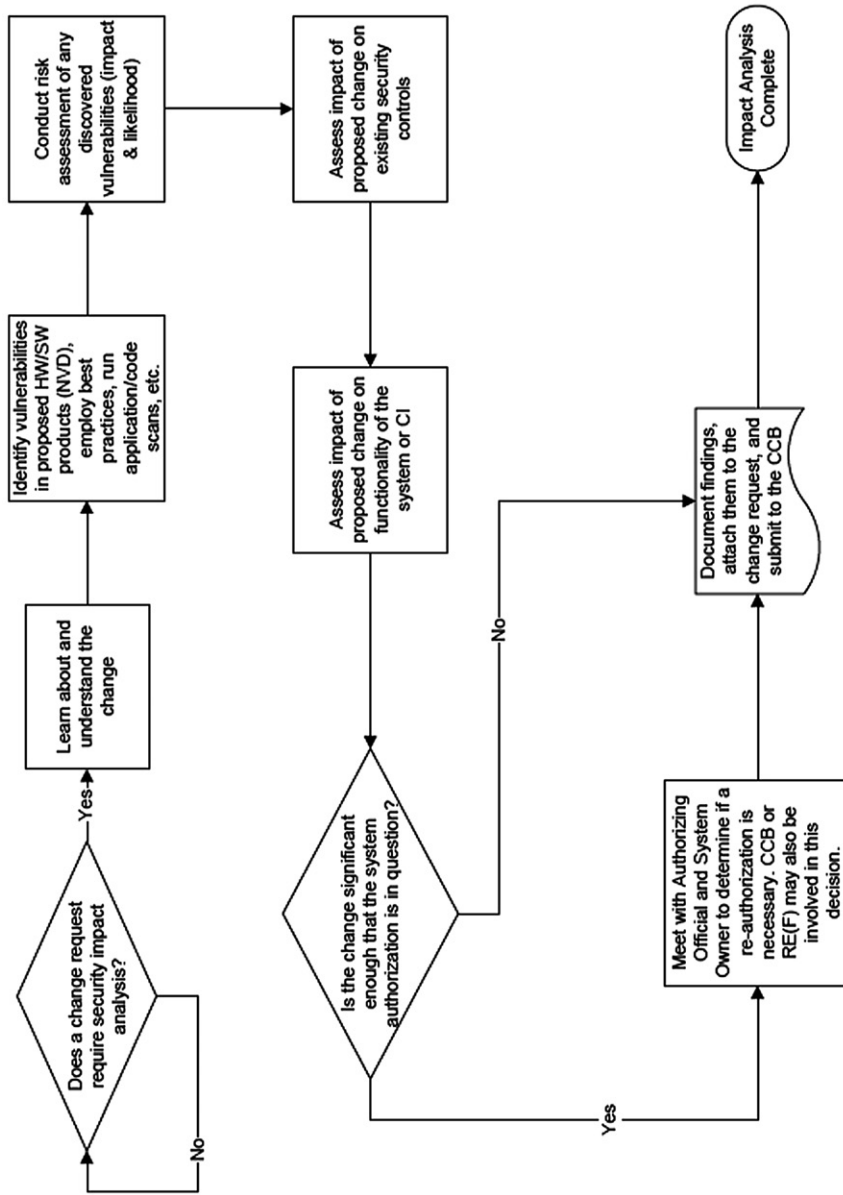 Does a change request
require security impact
analysis?
No
Yes
Learn about and
understand the
change
Identify vulnerabilities
in proposed HW/SW
products (NVD),
employ best
practices, run
application/code
scans, etc.
Conduct risk
assessment of any
discovered
vulnerabilities (impact
& likelihood)
Assess impact of
proposed change on
existing security
controls
Assess impact of
proposed change on
functionality of the
system or CI
Is the change significant
enough that the system
authorization is in question?
No
Yes
Meet with Authorizing
Official and System
Owner to determine if a
re-authorization is
necessary. CCB or
RE(F) may also be
involved in this
decision.
Document findings,
attach them to the
change request, and
submit to the CCB
Impact Analysis
Complete